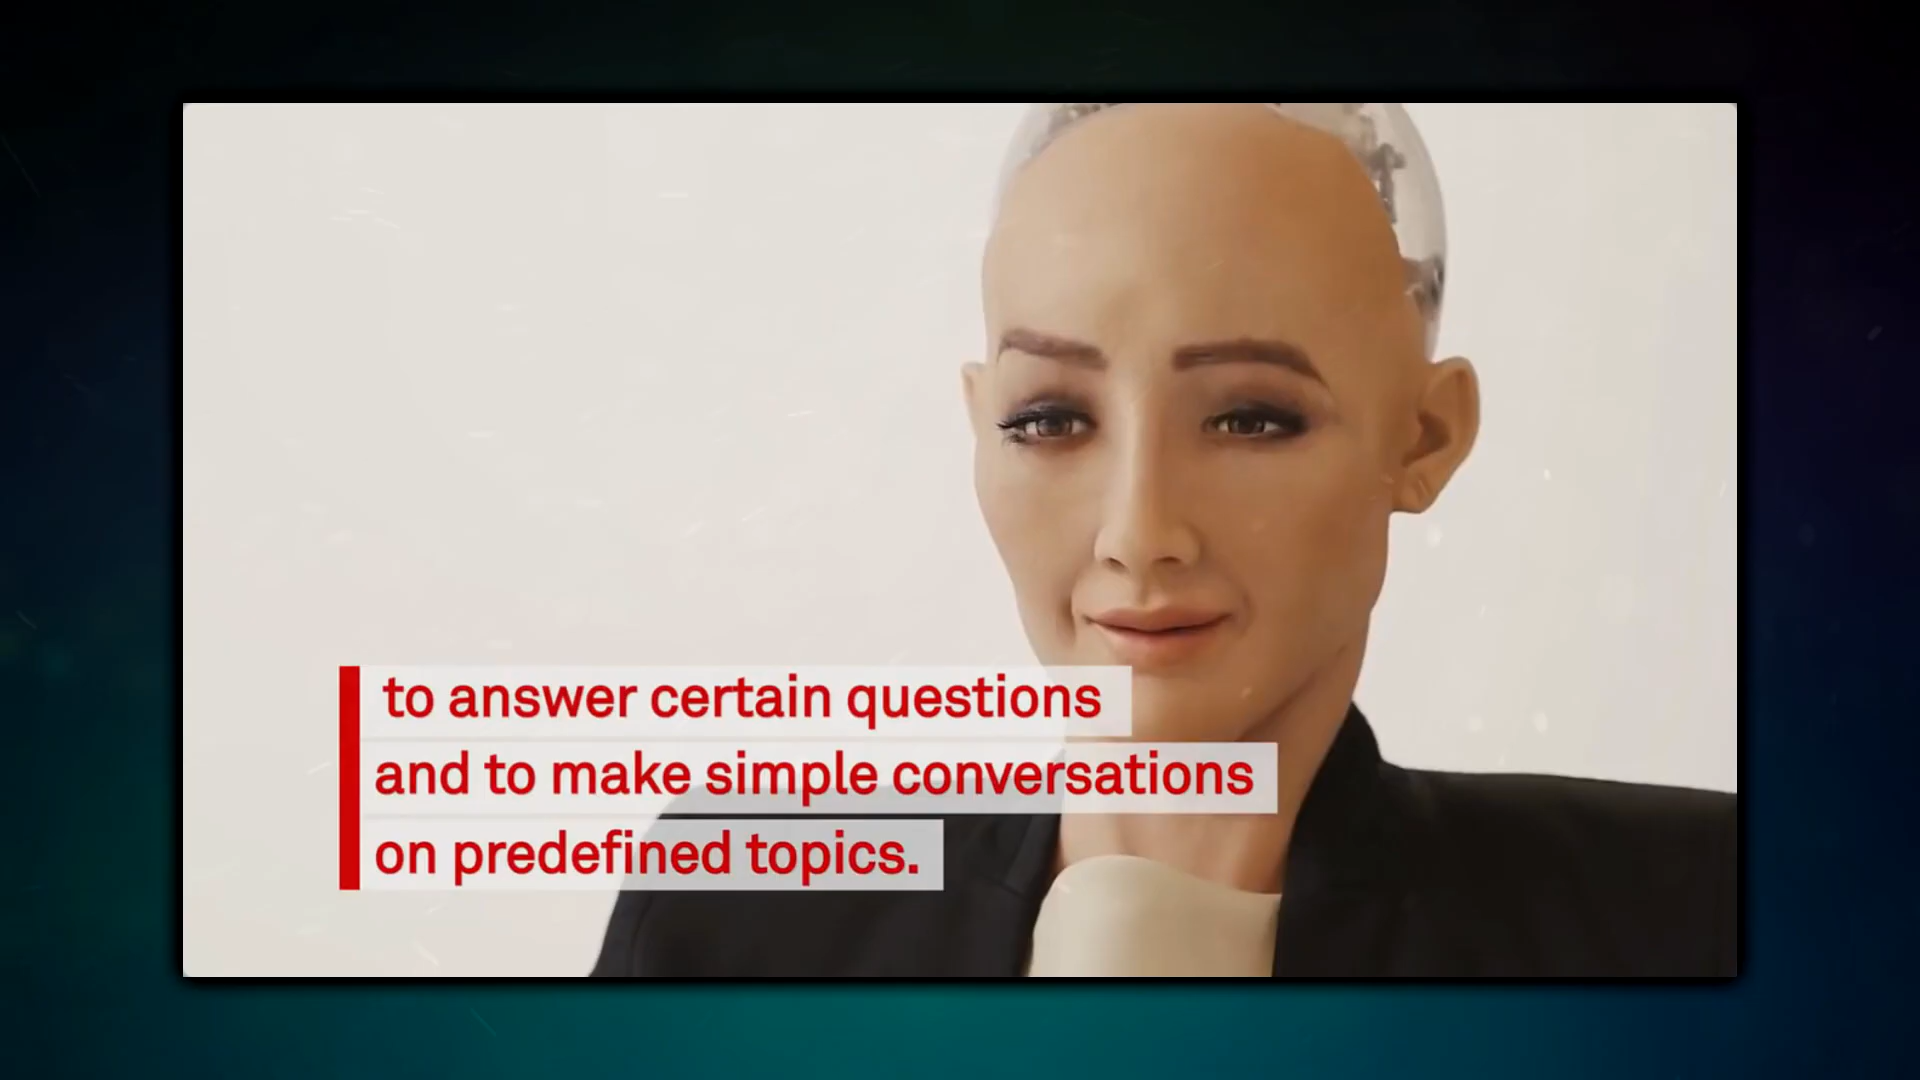 to answer certain questions
and to make simple conversations
on predefined topics.